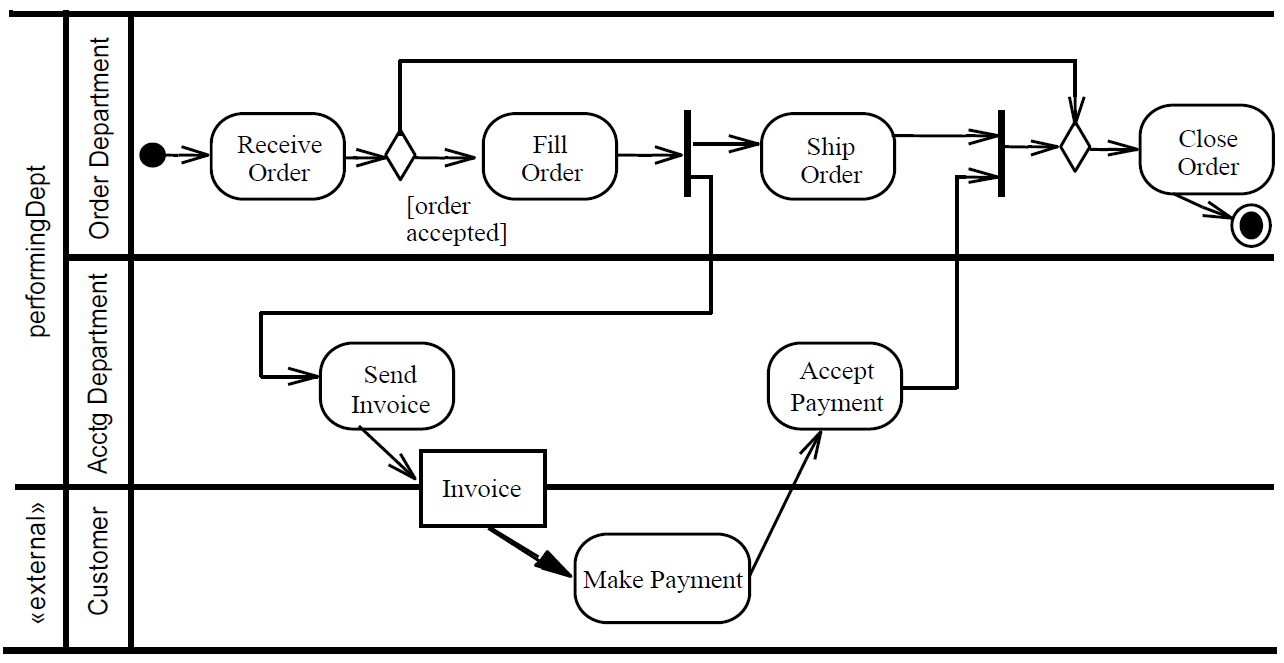 performingDept
Order Department
Receive
Order
[order
accepted]
Fill
Order
Ship
Order
Close
Order
Acctg Department
Send
Invoice
Accept
Payment
Invoice
«external»
Customer
Make Payment